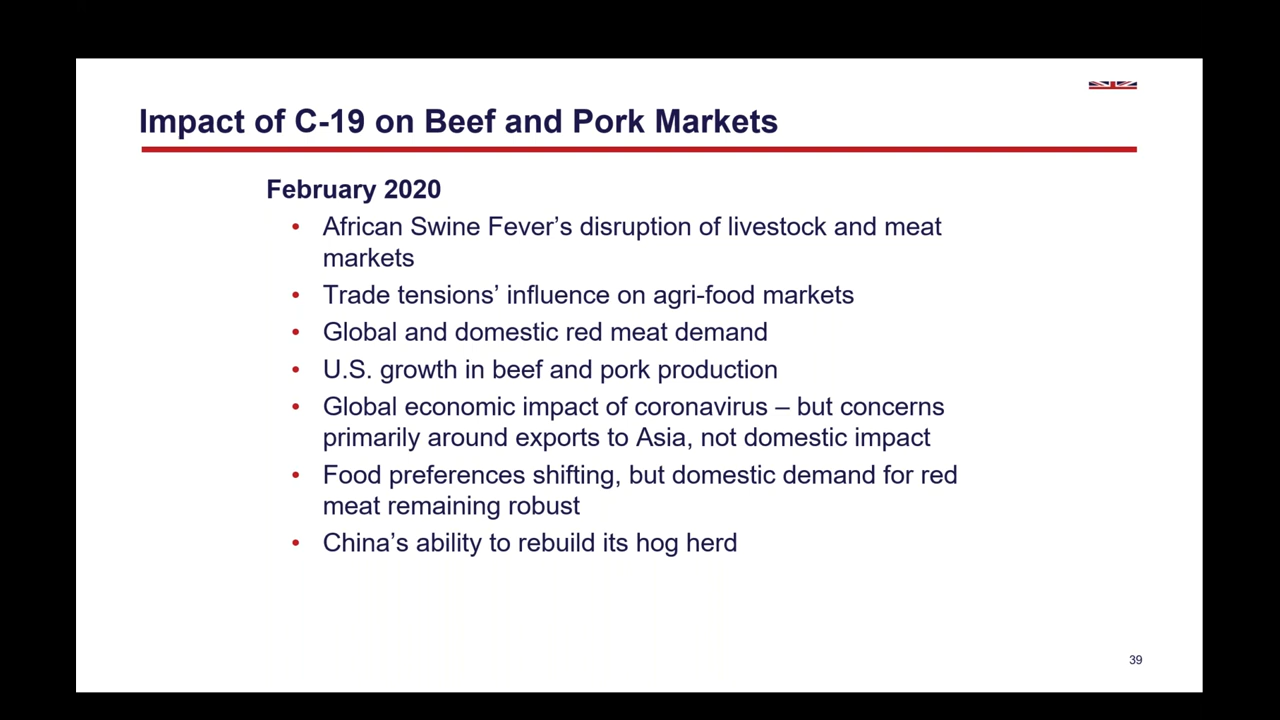 Impact of C-19 on Beef and Pork Markets
February 2020
• African Swine Fever’s disruption of livestock and meat
markets
• Trade tensions’ influence on agri-food markets
• Global and domestic red meat demand
• U.S. growth in beef and pork production
• Global economic impact of coronavirus – but concerns
primarily around exports to Asia, not domestic impact
• Food preferences shifting, but domestic demand for red
meat remaining robust
• China’s ability to rebuild its hog herd
39